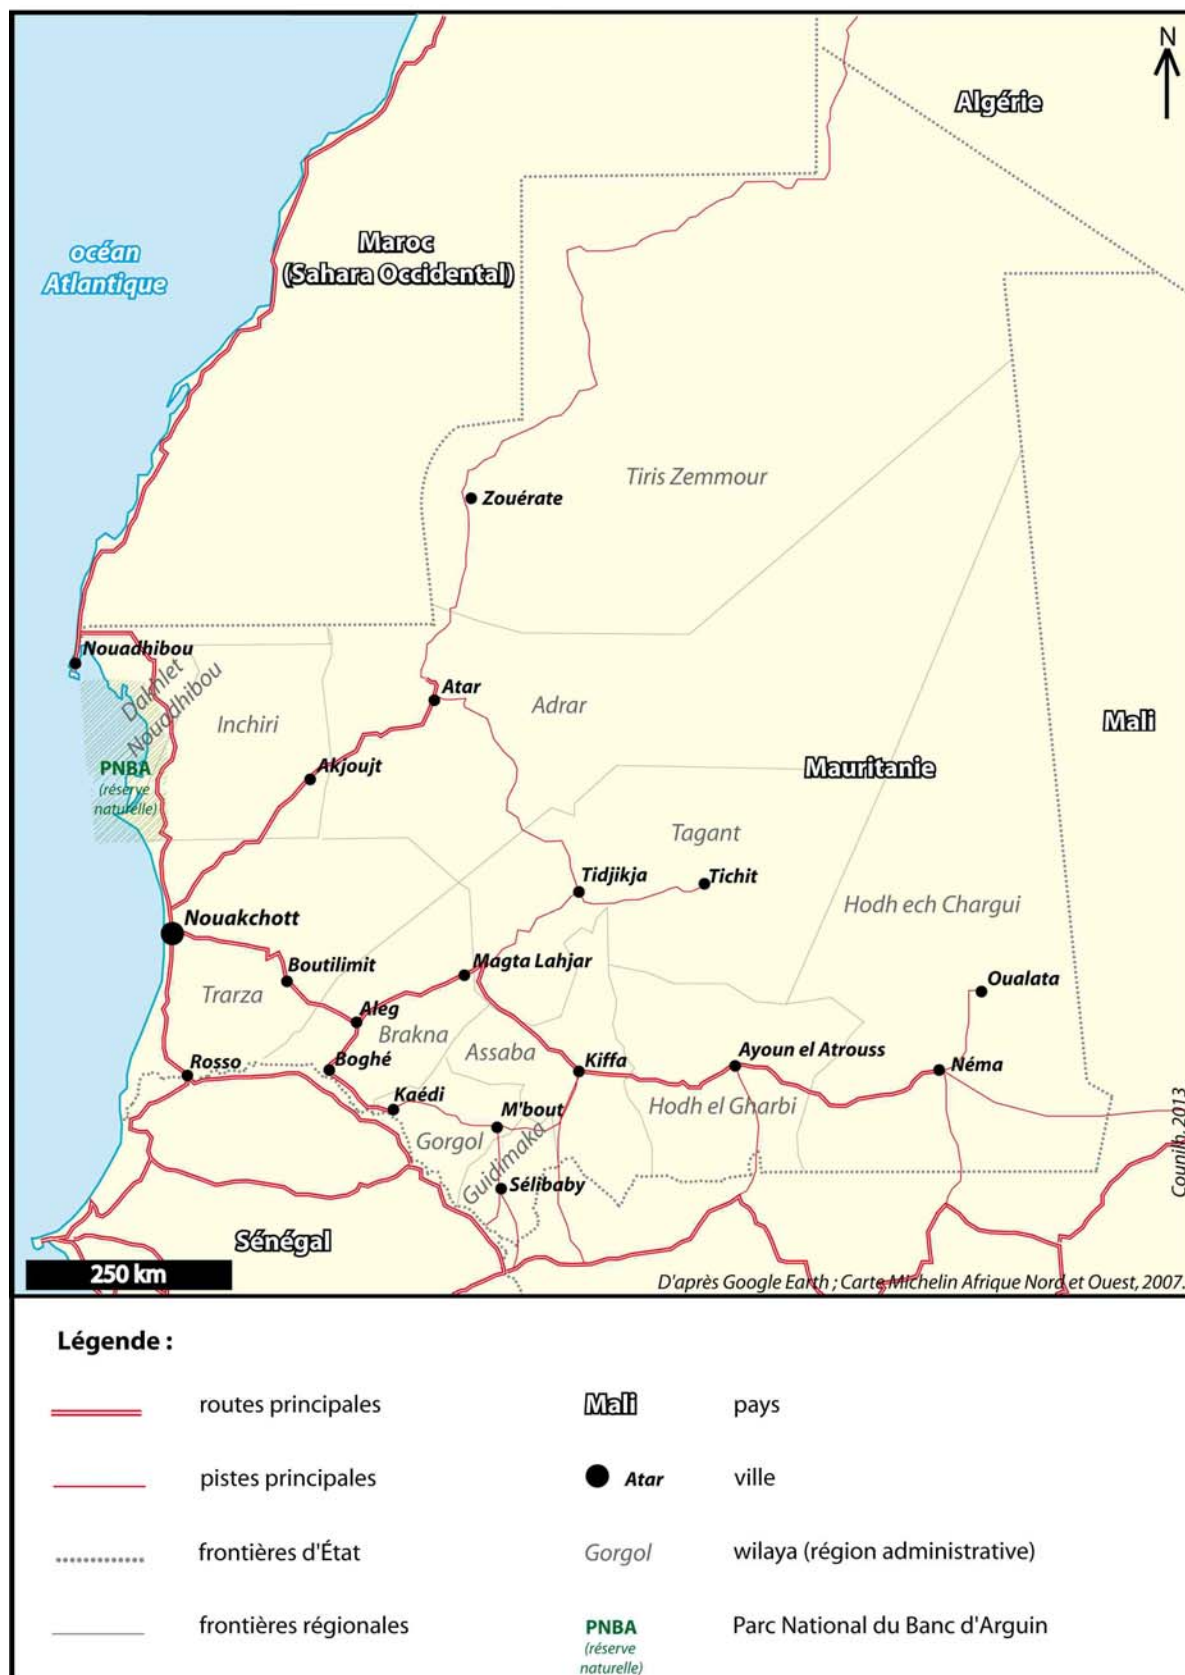 N
Algérie
océan
Atlantique
Maroc
(Sahara Occidental)
Tiris Zemmour
Zouérate
Nouadhibou
Dakhlet
Nouadhibou
Inchiri
Atar
Adrar
Mali
PNBA
(réserve
naturelle)
Akjoujt
Mauritanie
Tagant
Tidjikja
Tichit
Hodh ech Chargui
Nouakchott
Boutilimit
Magta Lahjar
Oualata
Trarza
Aleg
Brakna
Assaba
Rosso
Boghé
Kiffa
Ayoun el Atrouss
Néma
Kaédi
M'bout
Hodh el Gharbi
Gorgol
Guidimaka
Sélibaby
Counilh, 2013
Sénégal
250 km
D'après Google Earth ; Carte Michelin Afrique Nord et Ouest, 2007.
Légende :
routes principales
Mali
pays
pistes principales
Atar
ville
frontières d'État
Gorgol
wilaya (région administrative)
frontières régionales
PNBA
(réserve
naturelle)
Parc National du Banc d'Arguin